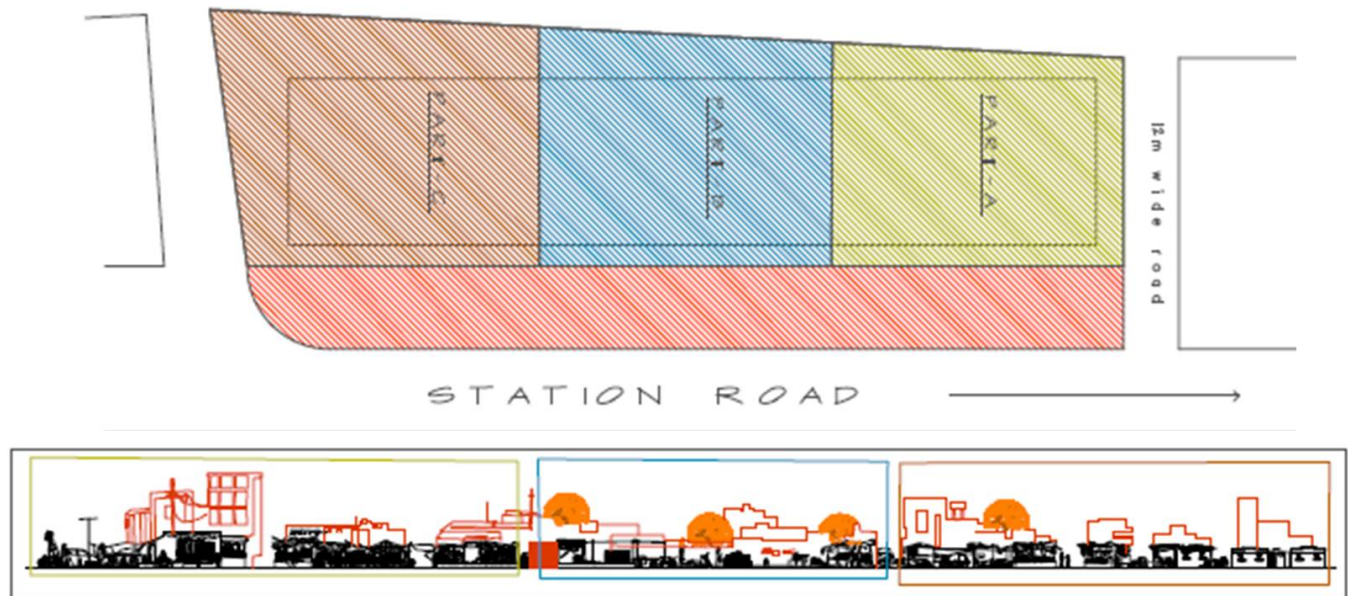 PART-C
PART-B
PART-A
12m wide road
STATION ROAD